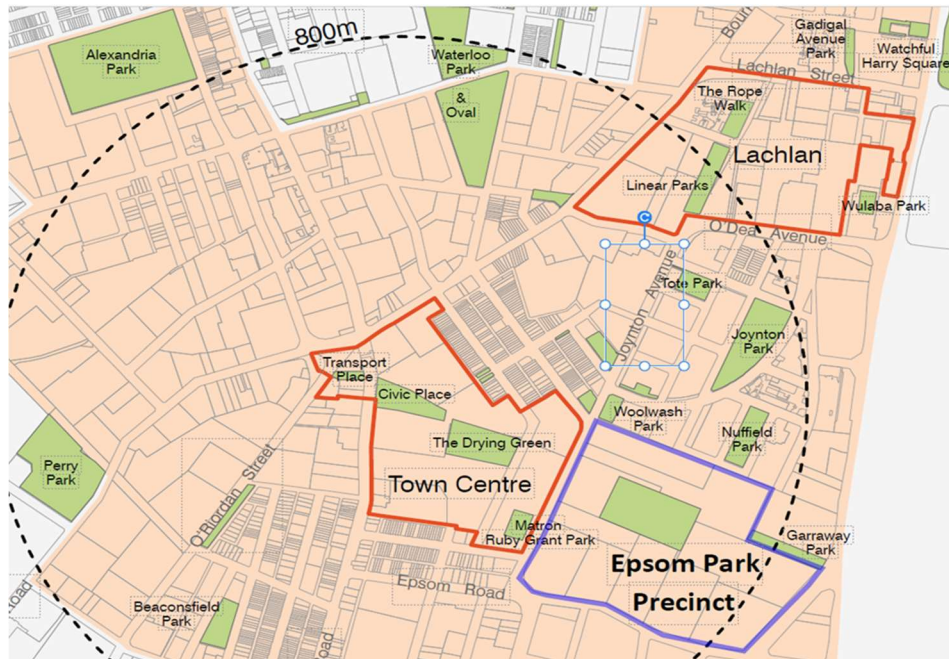 800m
Alexandria
Park
Waterloo
Park
&
Oval
Bourk
Gadigal
Avenue
Park
Watchful
Harry Square
Lachlan Street
The Rope
Walk
Lachlan
Linear Parks
Wulaba Park
O'Dea Avenue
C
Joynton Avenue
Tote Park
Joynton
Park
Transport
Place
Civic Place
Woolwash
Park
The Drying Green
Nuffield
Park
Perry
Park
O'Riordan Street
Town Centre
Matron
Ruby Grant Park
Garraway
Park
Epsom Park
Precinct
Epsom Road
Beaconsfield
Park
Road
Road